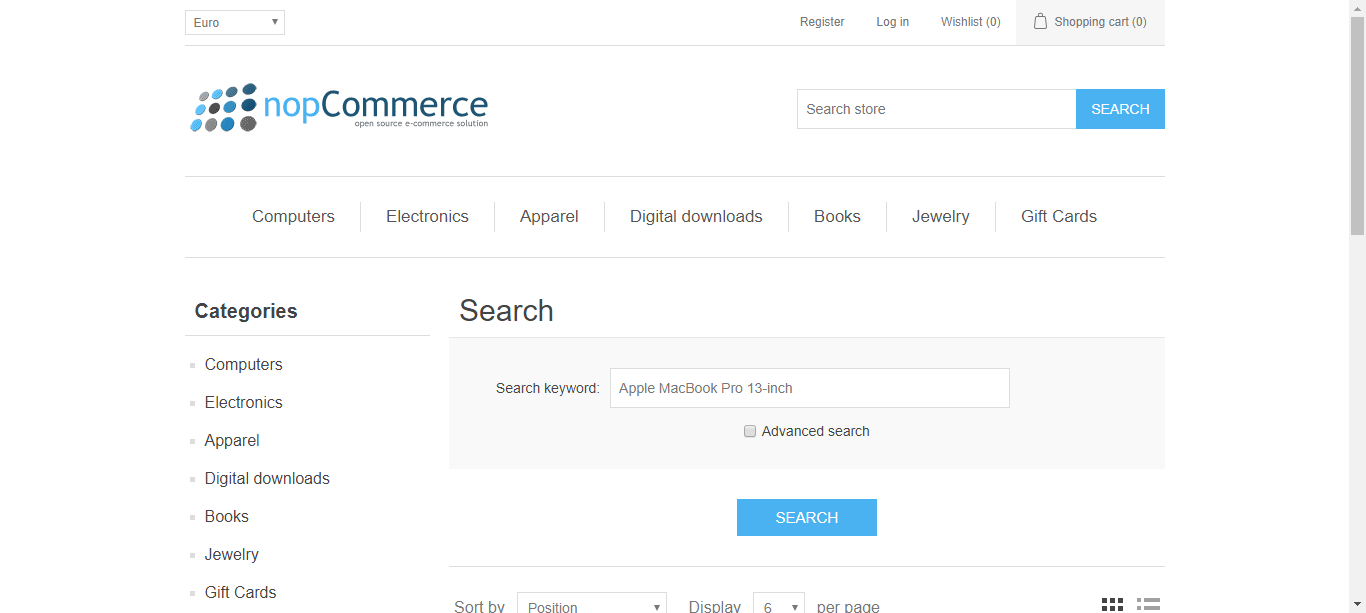 Euro Register Log in Wishlist (0) Shopping cart (0)
nopCommerce
open source e-commerce solution
Search store SEARCH
Computers Electronics Apparel Digital downloads Books Jewelry Gift Cards
Categories
Computers
Electronics
Apparel
Digital downloads
Books
Jewelry
Gift Cards
Search
Search keyword: Apple MacBook Pro 13-inch
Advanced search
SEARCH
Sort by Position Display 6 per page